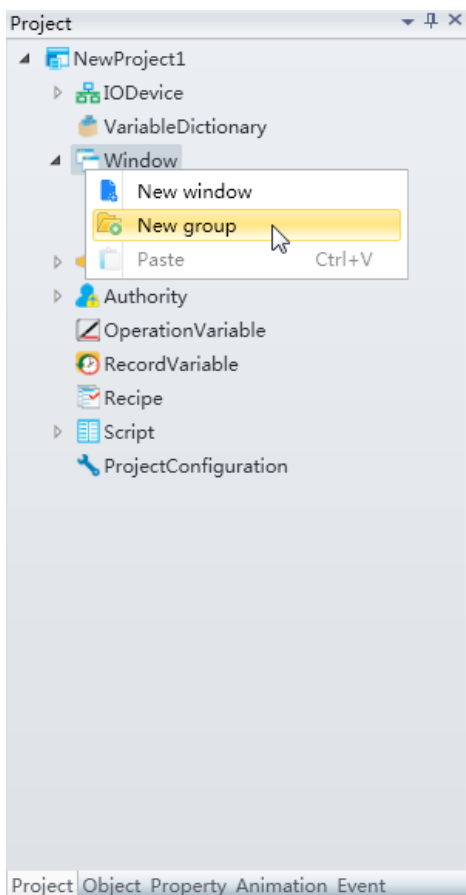 Project
NewProject1
IODevice
VariableDictionary
Window
New window
New group
Paste Ctrl+V
Authority
OperationVariable
RecordVariable
Recipe
Script
ProjectConfiguration
Project Object Property Animation Event